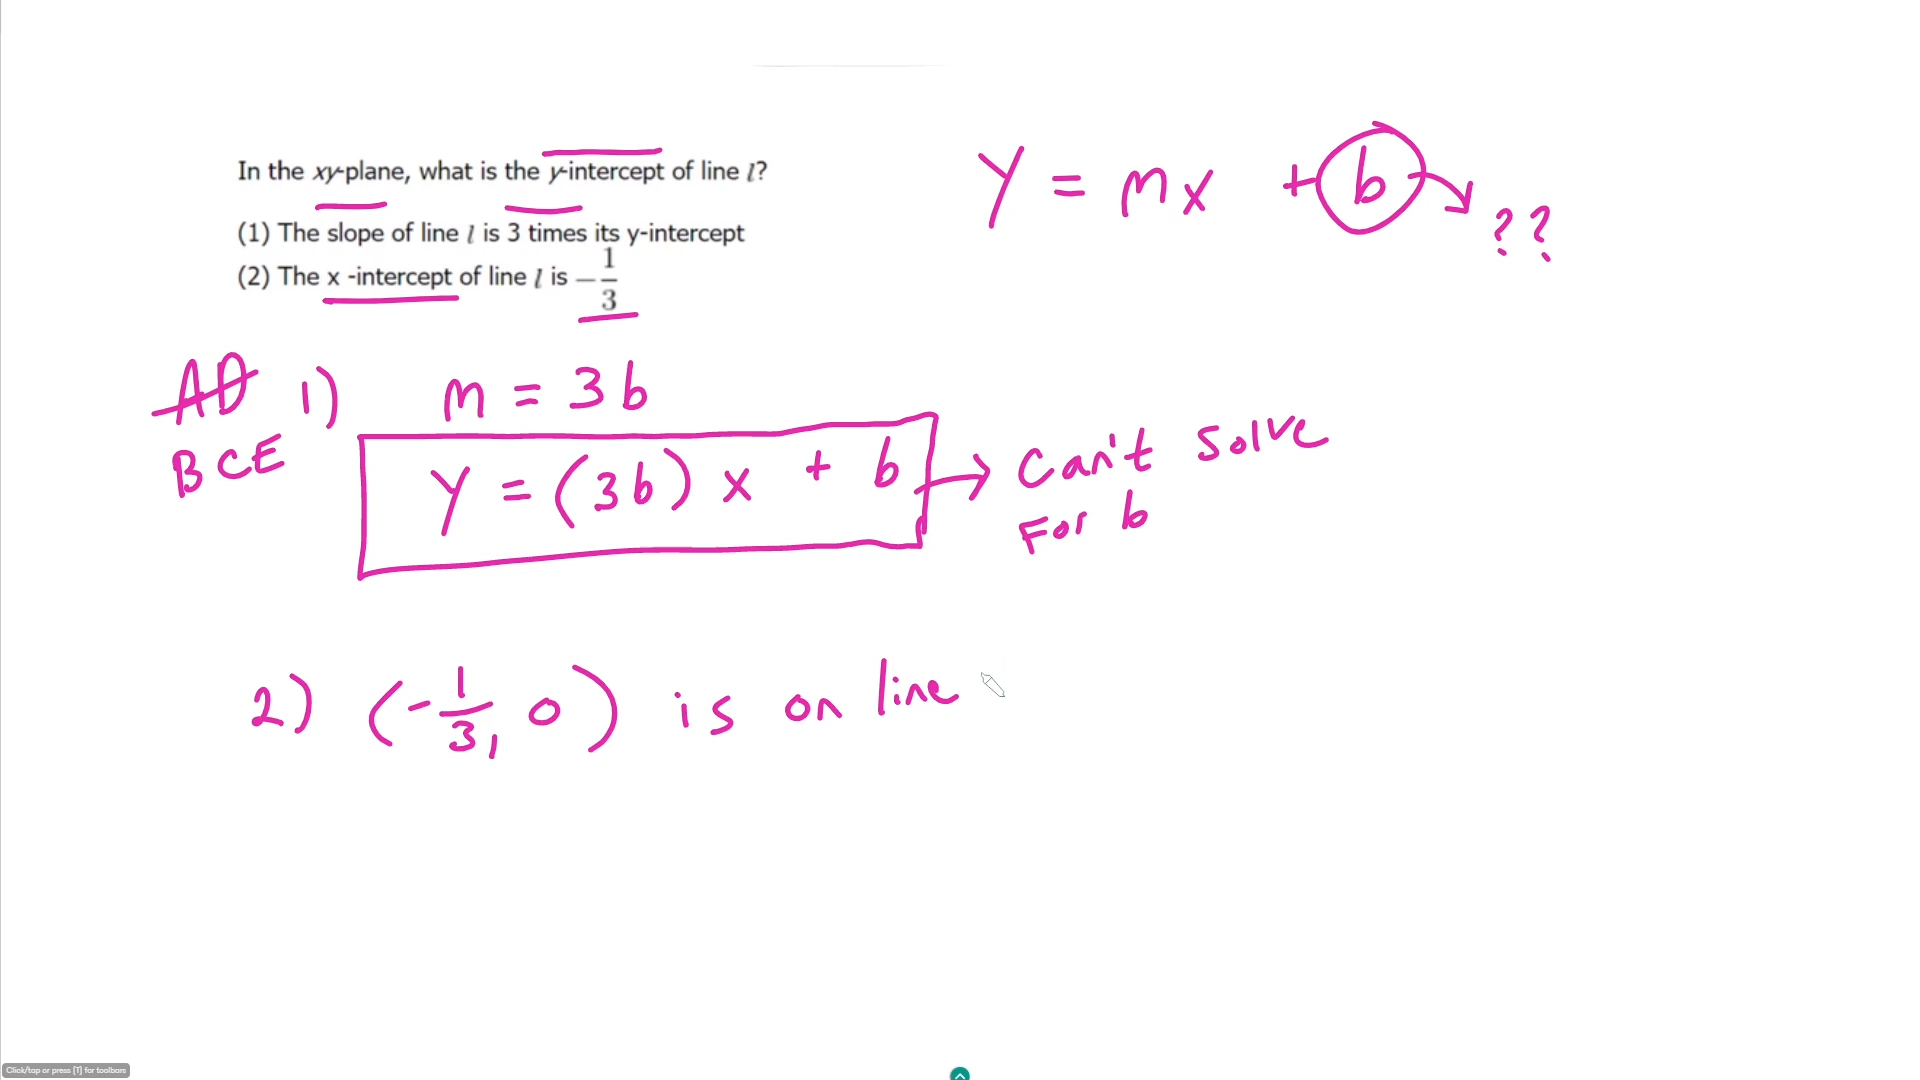 In the xy-plane, what is the y-intercept of line l?
(1) The slope of line l is 3 times its y-intercept
(2) The x -intercept of line l is -1/3
y = mx + b
??
AD 1) m = 3b
BCE
y = (3b) x + b → Can't solve
For b
2) (-1/3, 0) is on line
Click/tap or press [T] for toolbars